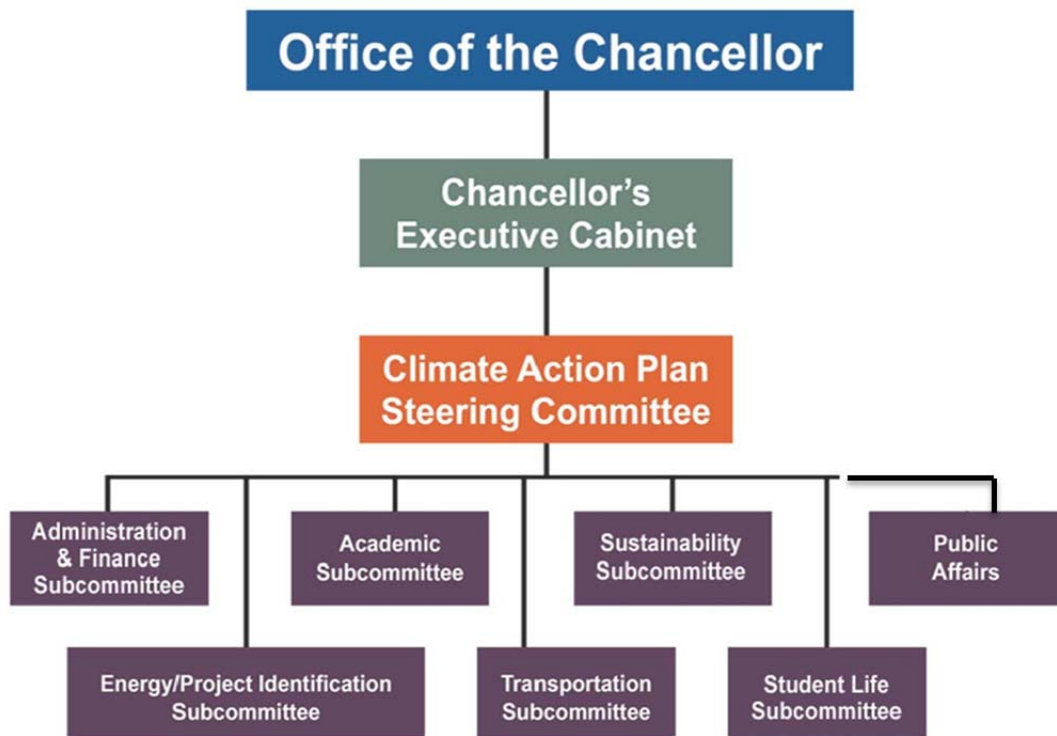 Office of the Chancellor
Chancellor’s
Executive Cabinet
Climate Action Plan
Steering Committee
Administration
& Finance
Subcommittee
Academic
Subcommittee
Sustainability
Subcommittee
Public
Affairs
Energy/Project Identification
Subcommittee
Transportation
Subcommittee
Student Life
Subcommittee